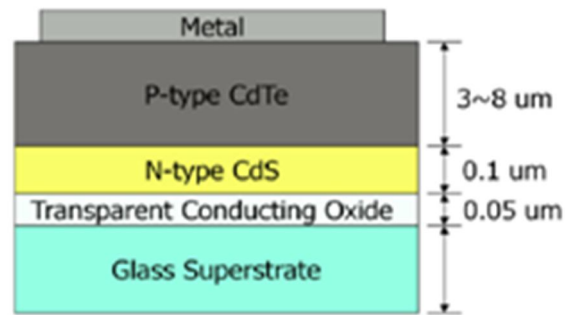 Metal
P-type CdTe
3~8 um
N-type CdS
0.1 um
Transparent Conducting Oxide
0.05 um
Glass Superstrate